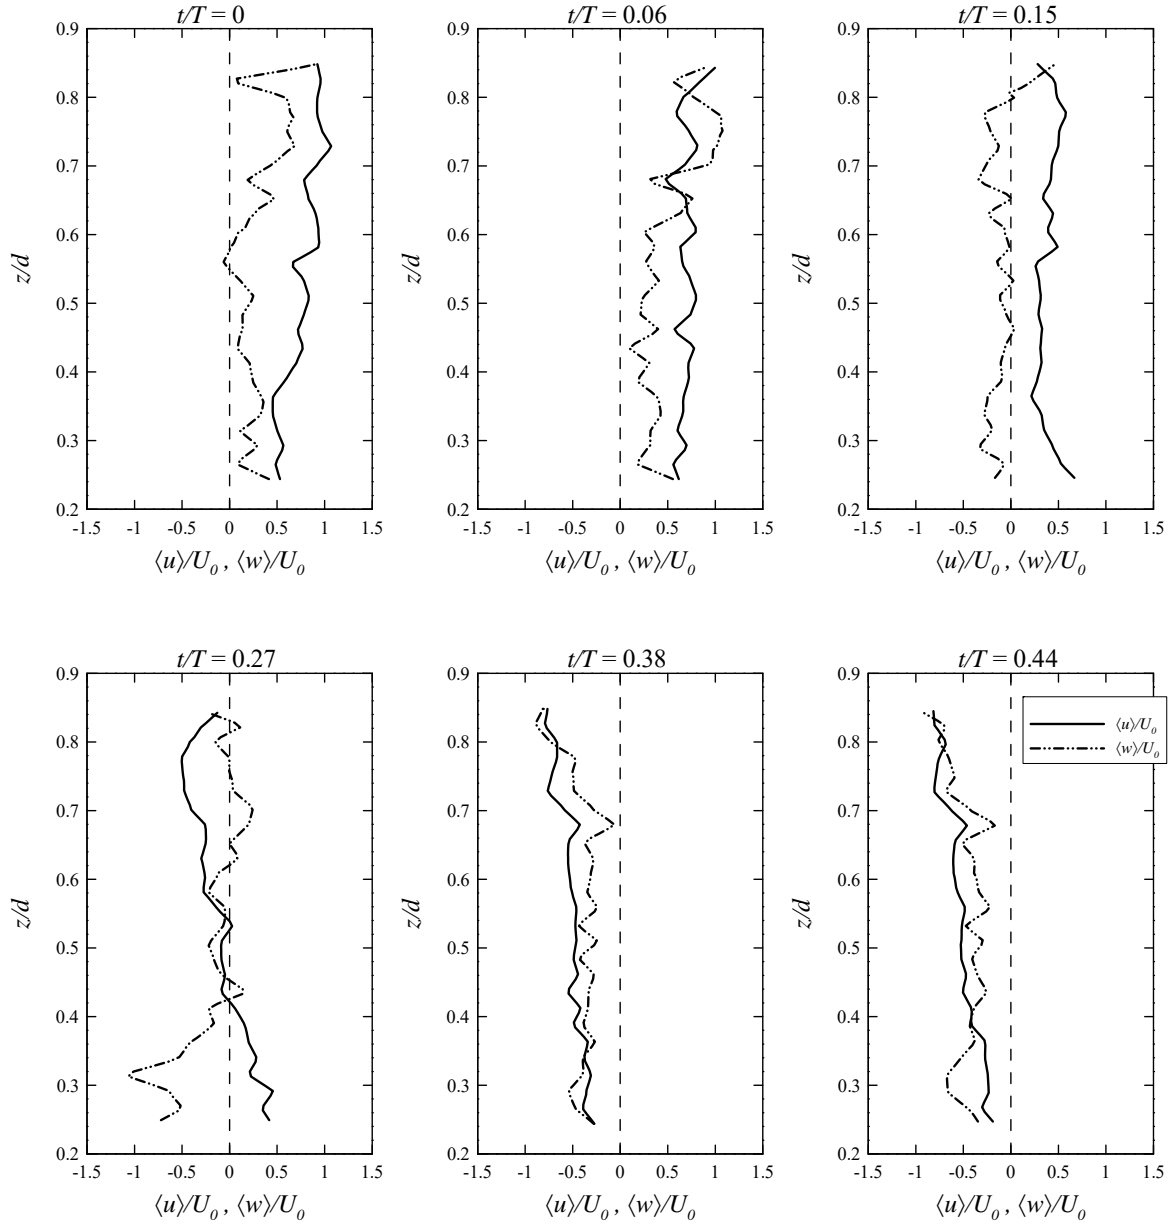 t/T = 0
t/T = 0.06
t/T = 0.15
0.9
0.8
0.7
0.6
0.5
0.4
0.3
0.2
z/d
-1.5 -1 -0.5 0 0.5 1 1.5
⟨u⟩/U₀ , ⟨w⟩/U₀
0.9
0.8
0.7
0.6
0.5
0.4
0.3
0.2
z/d
-1.5 -1 -0.5 0 0.5 1 1.5
⟨u⟩/U₀ , ⟨w⟩/U₀
0.9
0.8
0.7
0.6
0.5
0.4
0.3
0.2
z/d
-1.5 -1 -0.5 0 0.5 1 1.5
⟨u⟩/U₀ , ⟨w⟩/U₀
t/T = 0.27
t/T = 0.38
t/T = 0.44
0.9
0.8
0.7
0.6
0.5
0.4
0.3
0.2
z/d
-1.5 -1 -0.5 0 0.5 1 1.5
⟨u⟩/U₀ , ⟨w⟩/U₀
0.9
0.8
0.7
0.6
0.5
0.4
0.3
0.2
z/d
-1.5 -1 -0.5 0 0.5 1 1.5
⟨u⟩/U₀ , ⟨w⟩/U₀
0.9
0.8
0.7
0.6
0.5
0.4
0.3
0.2
z/d
-1.5 -1 -0.5 0 0.5 1 1.5
⟨u⟩/U₀ , ⟨w⟩/U₀
⟨u⟩/U₀
⟨w⟩/U₀